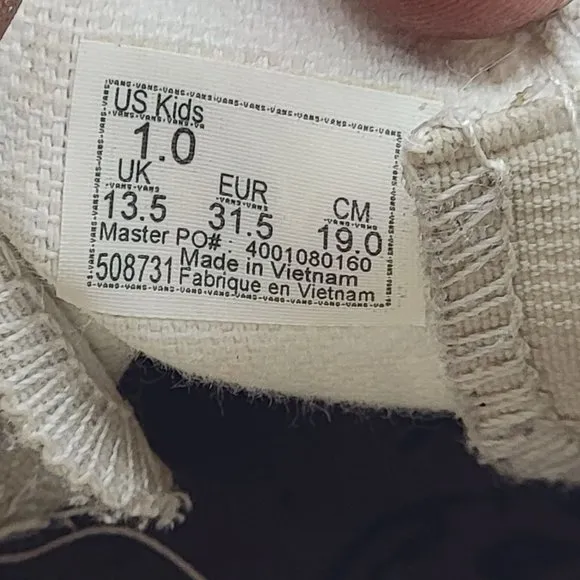 US Kids
1.0
UK EUR CM
13.5 31.5 19.0
Master PO# : 4001080160
508731 Made in Vietnam
Fabrique en Vietnam